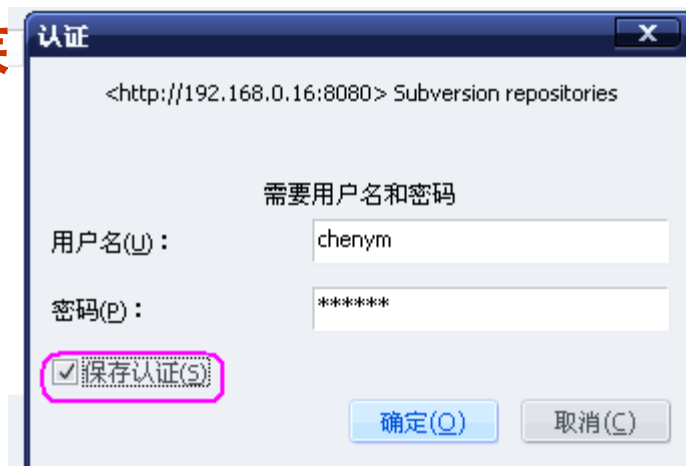 认证
<http://192.168.0.16:8080> Subversion repositories
需要用户名和密码
用户名(U)：
chenym
密码(P)：
******
保存认证(S)
确定(O)
取消(C)